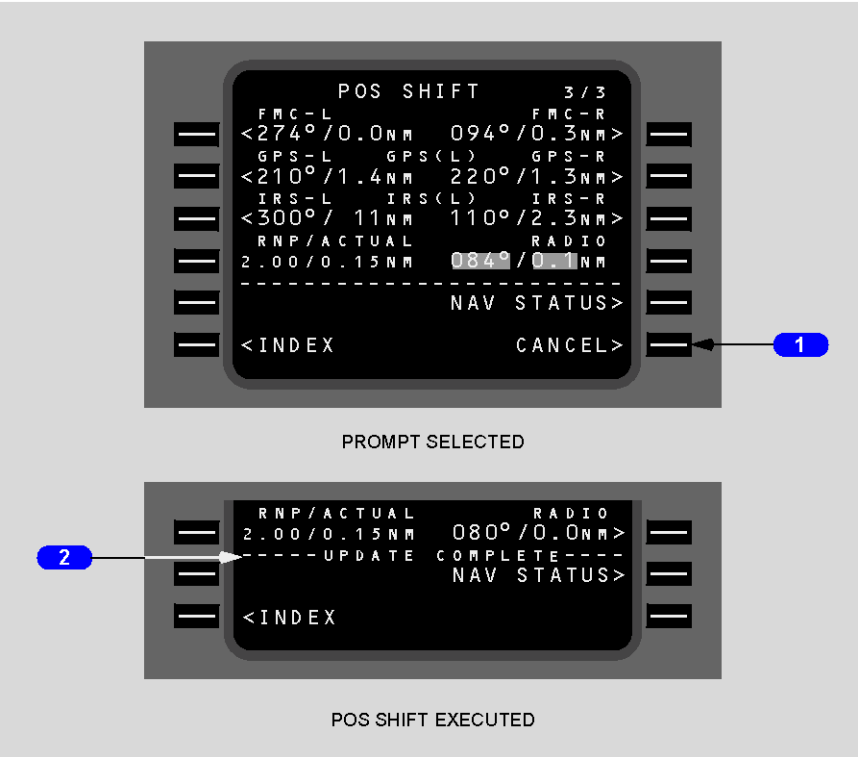 POS SHIFT 3/3
FMC-L FMC-R
<274°/0.0NM 094°/0.3NM>
GPS-L GPS(L) GPS-R
<210°/1.4NM 220°/1.3NM>
IRS-L IRS(L) IRS-R
<300°/ 11NM 110°/2.3NM>
RNP/ACTUAL RADIO
2.00/0.15NM 084°/0.1NM
------------------------
NAV STATUS>
<INDEX CANCEL>
1
PROMPT SELECTED
RNP/ACTUAL RADIO
2.00/0.15NM 080°/0.0NM>
2
-----UPDATE COMPLETE----
NAV STATUS>
<INDEX
POS SHIFT EXECUTED